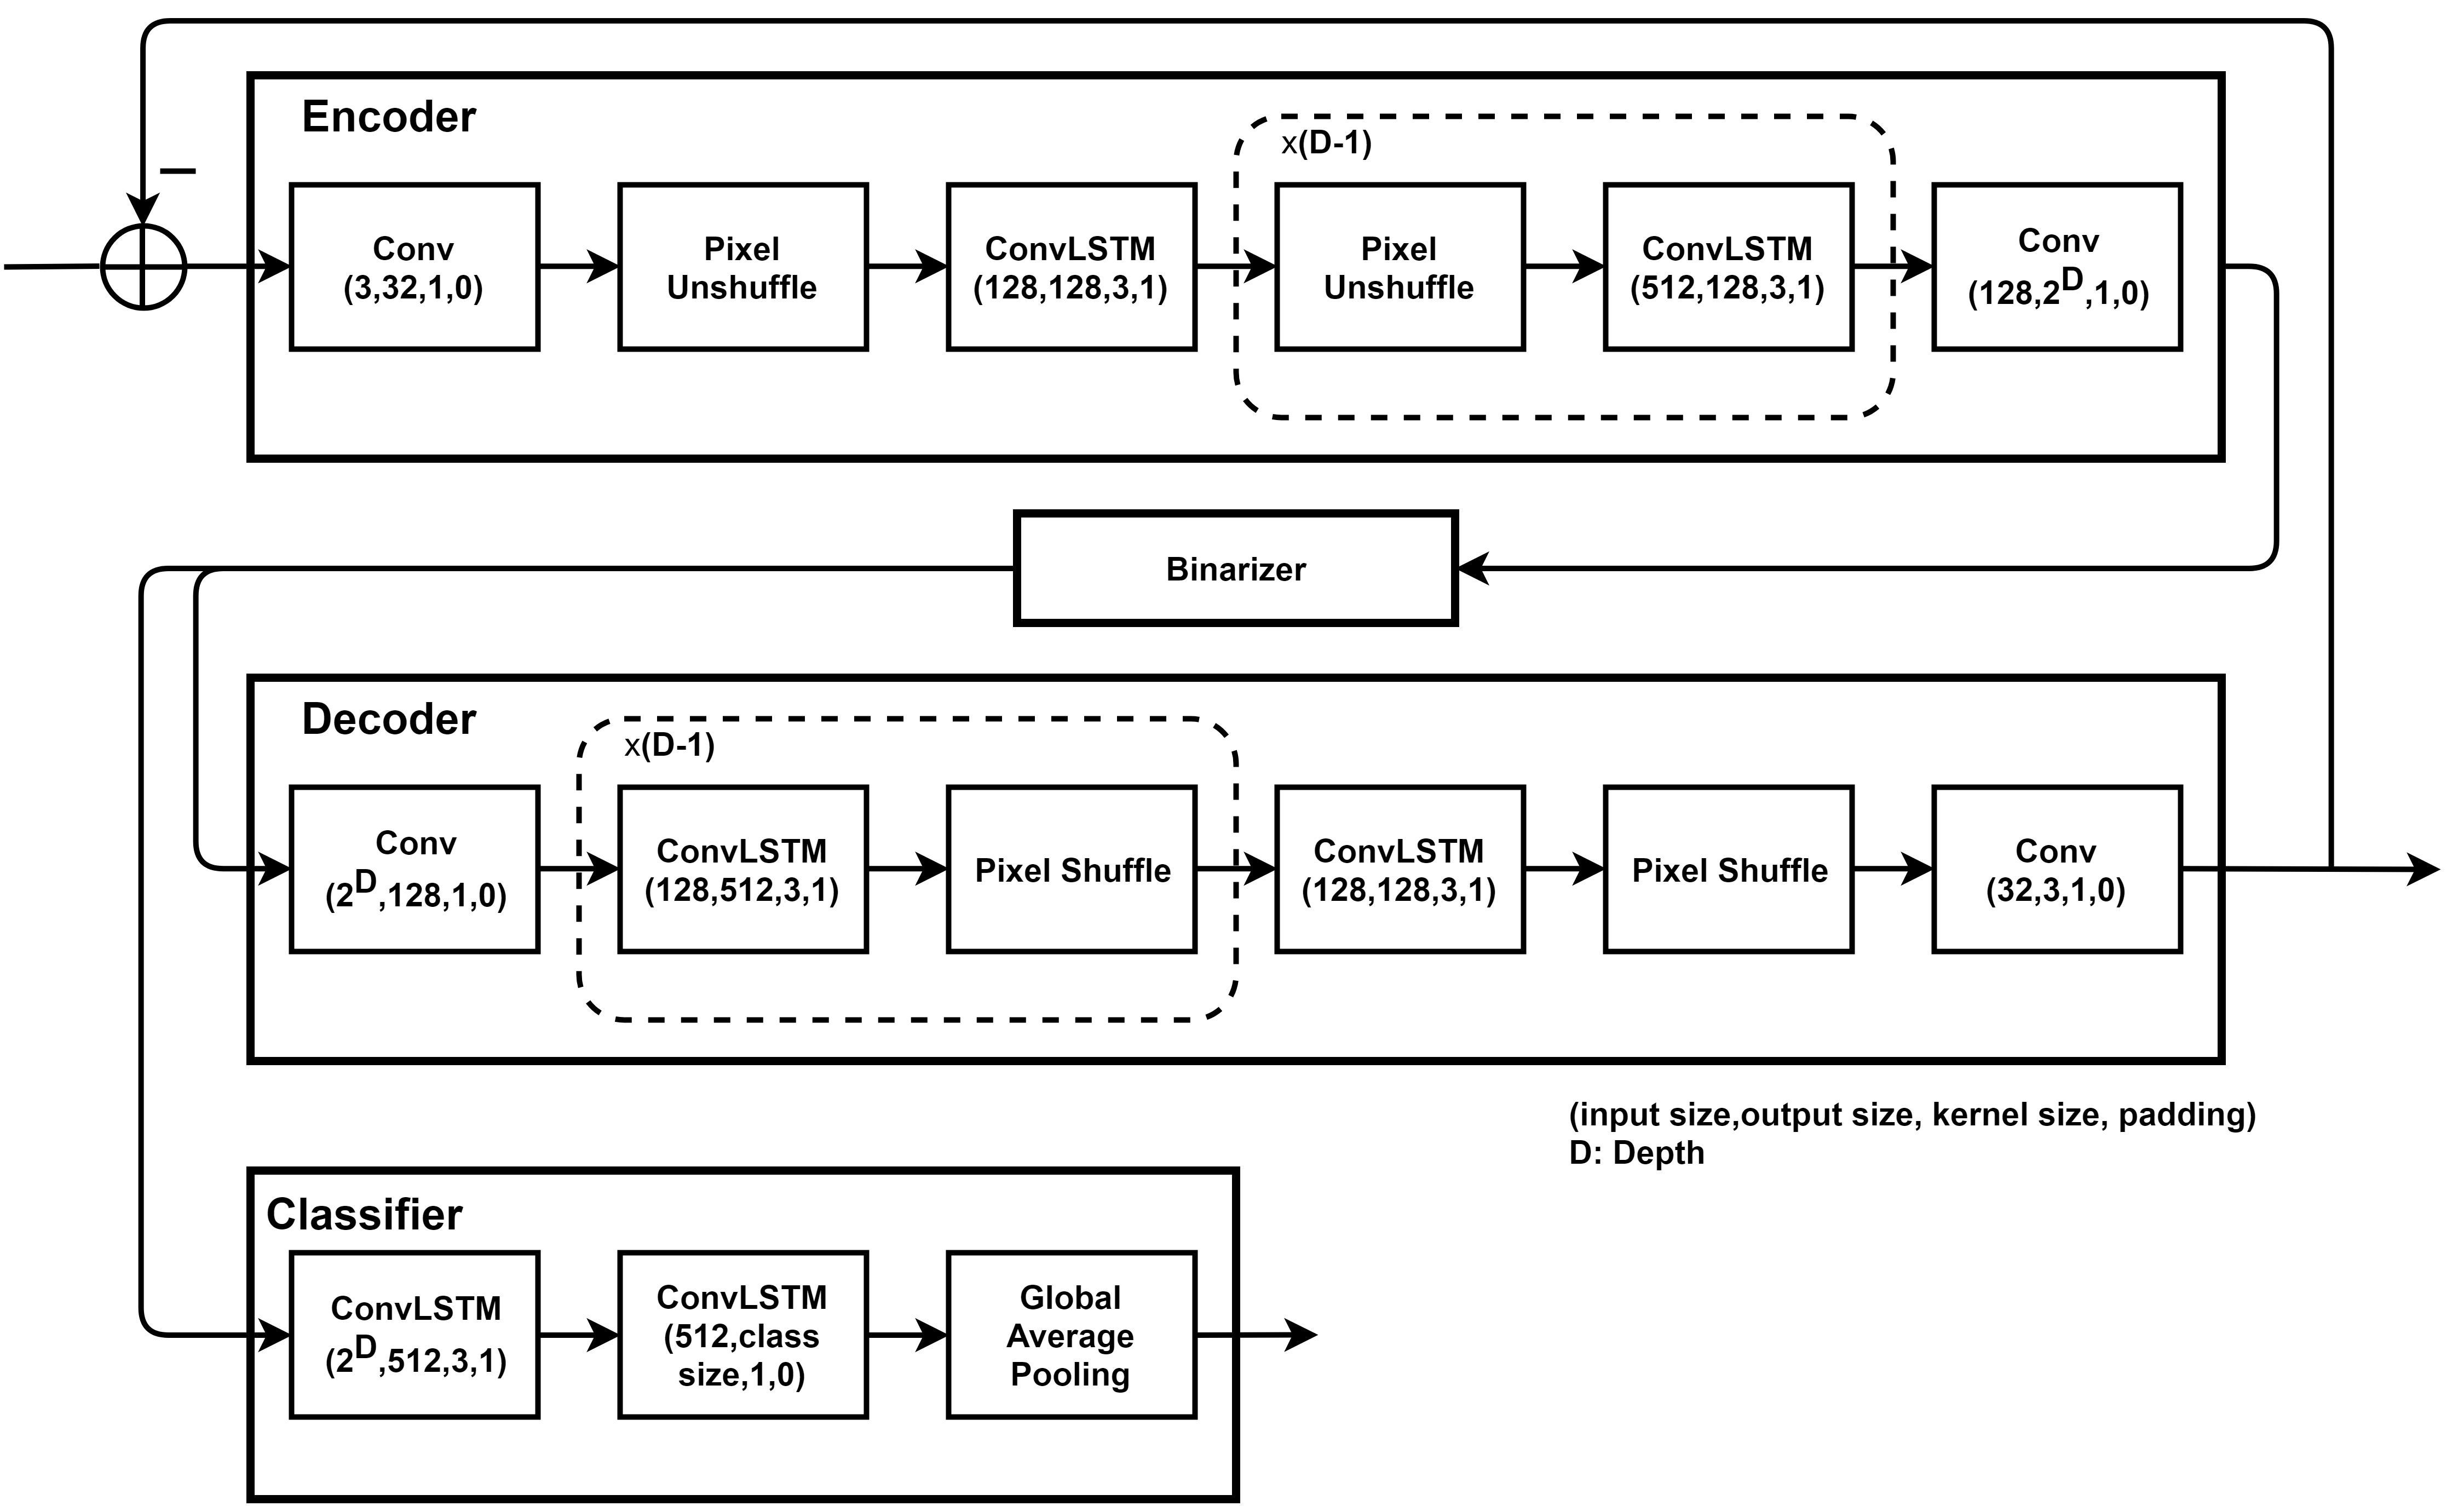 Encoder
x(D-1)
Conv
(3,32,1,0)
Pixel
Unshuffle
ConvLSTM
(128,128,3,1)
Pixel
Unshuffle
ConvLSTM
(512,128,3,1)
Conv
(128,2^D,1,0)
—
Binarizer
Decoder
x(D-1)
Conv
(2^D,128,1,0)
ConvLSTM
(128,512,3,1)
Pixel Shuffle
ConvLSTM
(128,128,3,1)
Pixel Shuffle
Conv
(32,3,1,0)
(input size,output size, kernel size, padding)
D: Depth
Classifier
ConvLSTM
(2^D,512,3,1)
ConvLSTM
(512,class
size,1,0)
Global
Average
Pooling